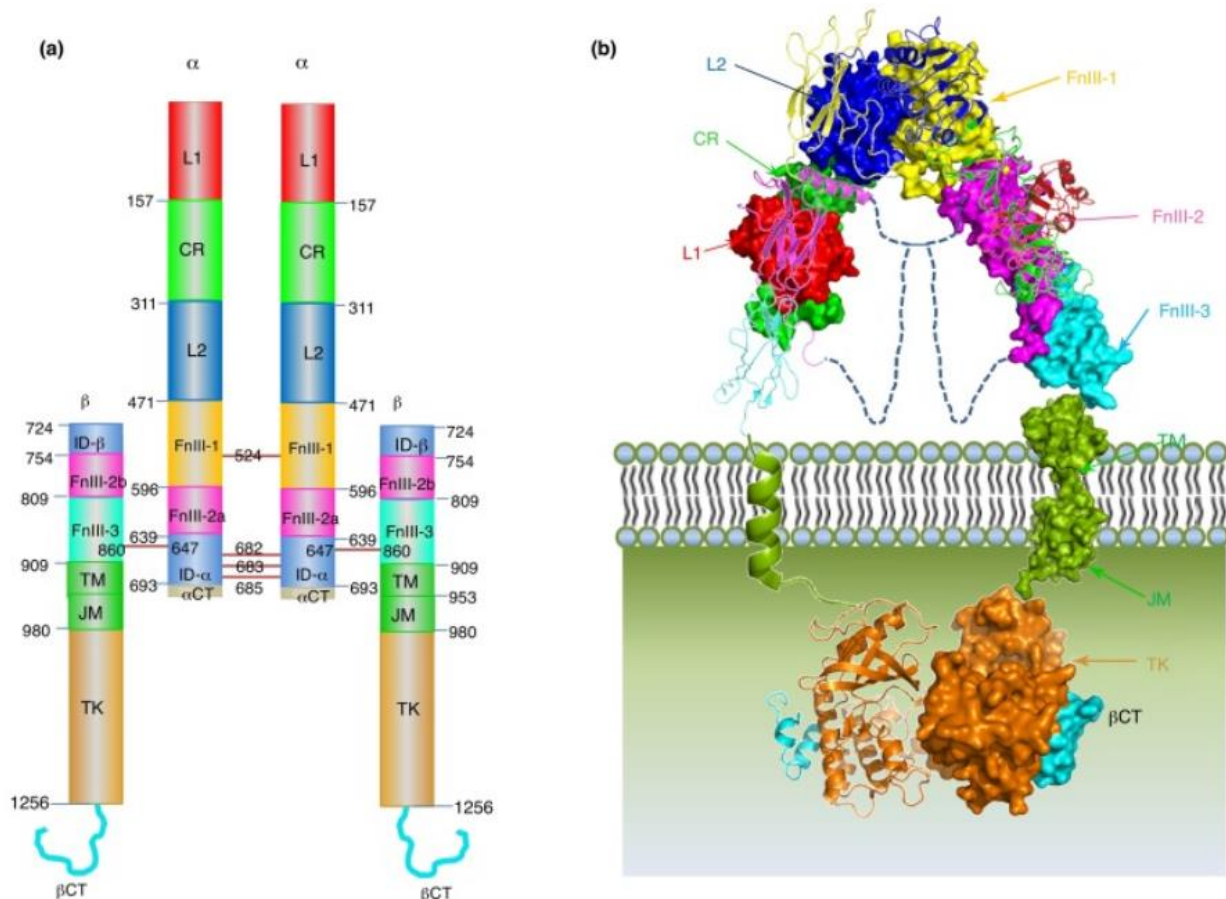 (a)
α α
L1 L1
157 157
CR CR
311 311
L2 L2
471 471
β β
724 724
ID-β FnIII-1 524 FnIII-1 ID-β
754 754
FnIII-2b 596 596 FnIII-2b
809 809
FnIII-3 FnIII-2a FnIII-2a FnIII-3
639 639
860 647 682 647 860
909 683 909
TM ID-α ID-α TM
693 685 693
αCT αCT 953
JM JM
980 980
TK TK
1256 1256
βCT βCT
(b)
L2
FnIII-1
CR
FnIII-2
L1
FnIII-3
TM
JM
TK
βCT